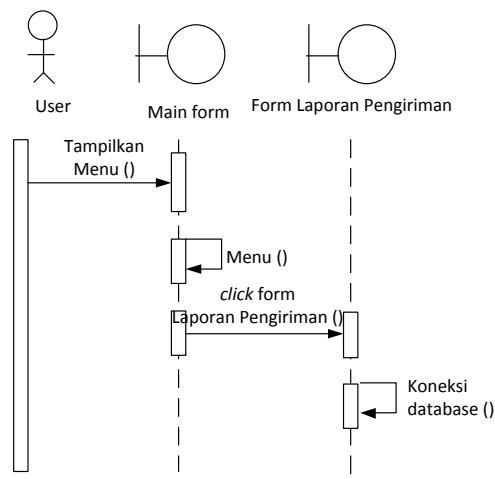 User
Main form
Form Laporan Pengiriman
Tampilkan
Menu ()
Menu ()
click form
Laporan Pengiriman ()
Koneksi
database ()